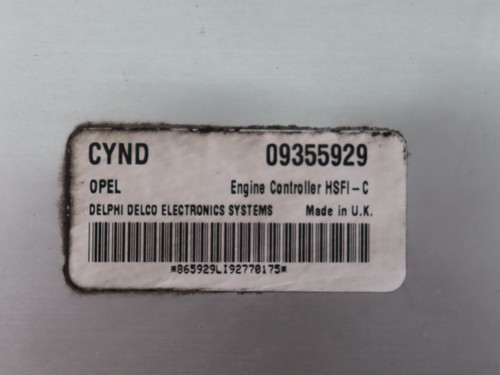 CYND 09355929
OPEL Engine Controller HSFI-C
DELPHI DELCO ELECTRONICS SYSTEMS Made in U.K.
*865929LI92770175*